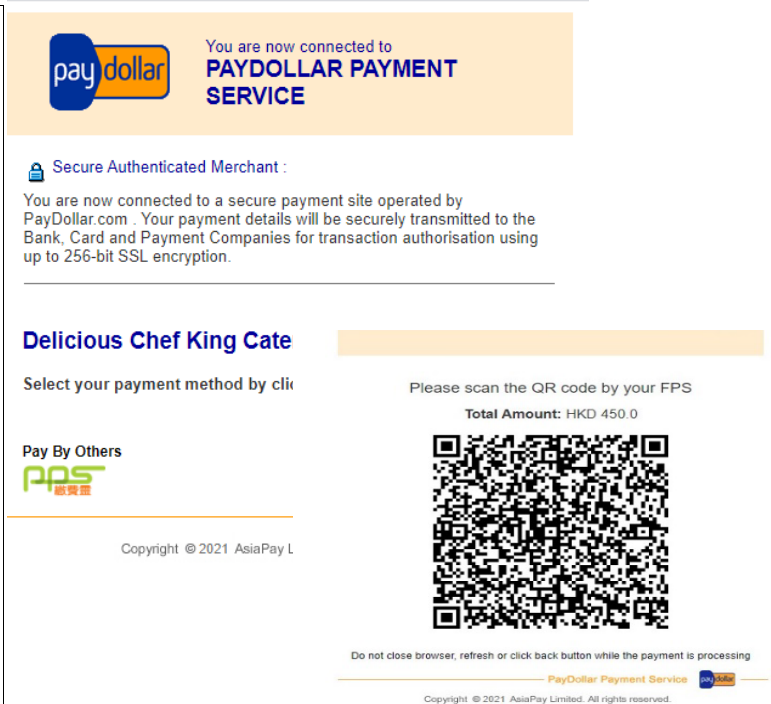 pay dollar
You are now connected to
PAYDOLLAR PAYMENT
SERVICE
Secure Authenticated Merchant :
You are now connected to a secure payment site operated by
PayDollar.com . Your payment details will be securely transmitted to the
Bank, Card and Payment Companies for transaction authorisation using
up to 256-bit SSL encryption.
Delicious Chef King Cate
Select your payment method by clic
Pay By Others
pps
繳費靈
Copyright © 2021 AsiaPay L
Please scan the QR code by your FPS
Total Amount: HKD 450.0
Do not close browser, refresh or click back button while the payment is processing
PayDollar Payment Service pay dollar
Copyright © 2021 AsiaPay Limited. All rights reserved.